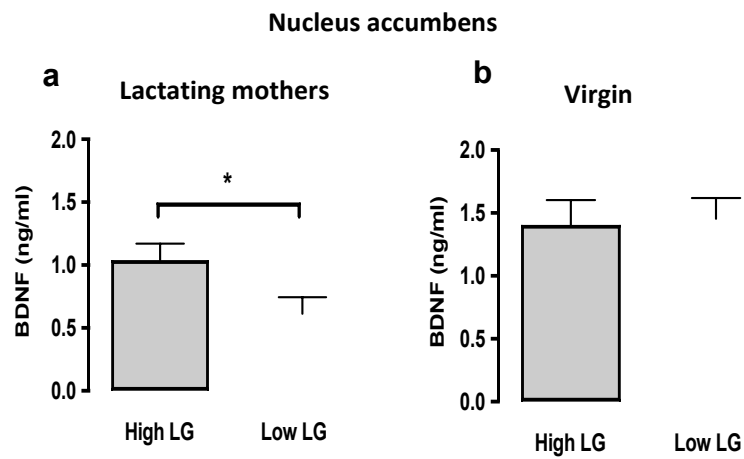 Nucleus accumbens
a
Lactating mothers
BDNF (ng/ml)
2.0
1.5
1.0
0.5
0.0
*
High LG
Low LG
b
Virgin
BDNF (ng/ml)
2.0
1.5
1.0
0.5
0.0
High LG
Low LG